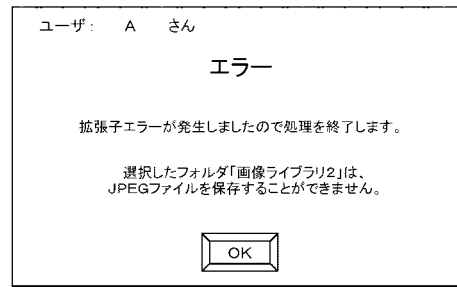 ユーザ： A さん
エラー
拡張子エラーが発生しましたので処理を終了します。
選択したフォルダ「画像ライブラリ2」は、
JPEGファイルを保存することができません。
OK